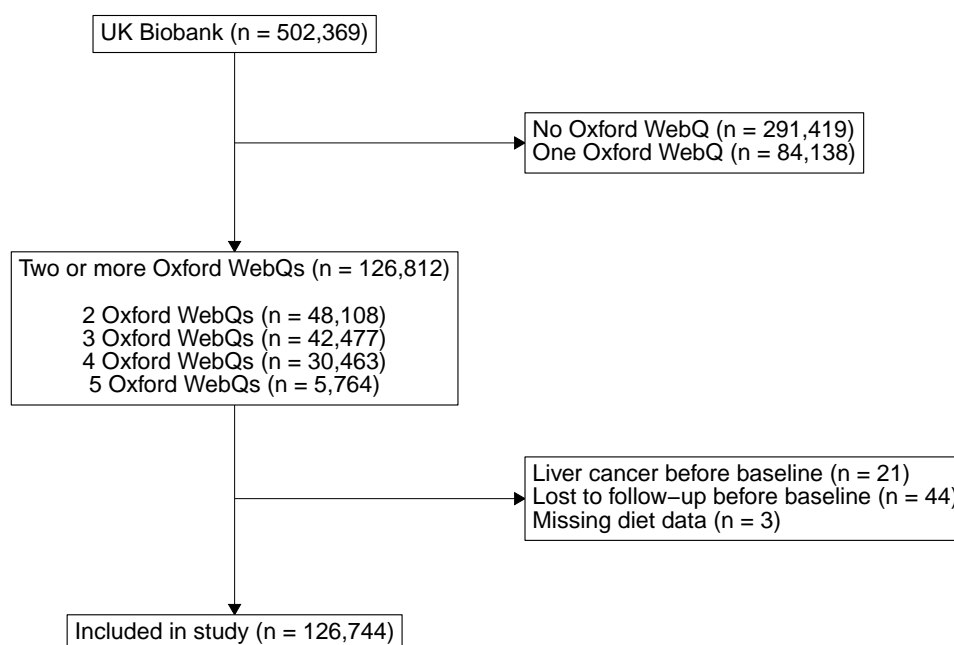 UK Biobank (n = 502,369)
No Oxford WebQ (n = 291,419)
One Oxford WebQ (n = 84,138)
Two or more Oxford WebQs (n = 126,812)
2 Oxford WebQs (n = 48,108)
3 Oxford WebQs (n = 42,477)
4 Oxford WebQs (n = 30,463)
5 Oxford WebQs (n = 5,764)
Liver cancer before baseline (n = 21)
Lost to follow−up before baseline (n = 44)
Missing diet data (n = 3)
Included in study (n = 126,744)